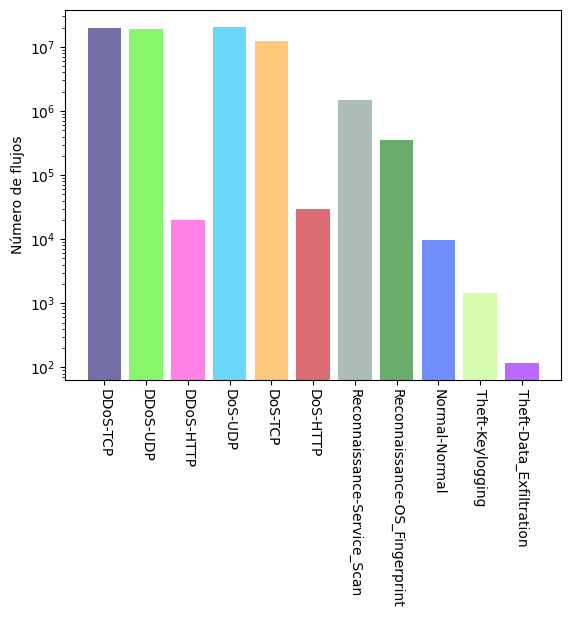 Número de flujos
10^7
10^6
10^5
10^4
10^3
10^2
DDoS-TCP
DDoS-UDP
DDoS-HTTP
DoS-UDP
DoS-TCP
DoS-HTTP
Reconnaissance-Service_Scan
Reconnaissance-OS_Fingerprint
Normal-Normal
Theft-Keylogging
Theft-Data_Exfiltration